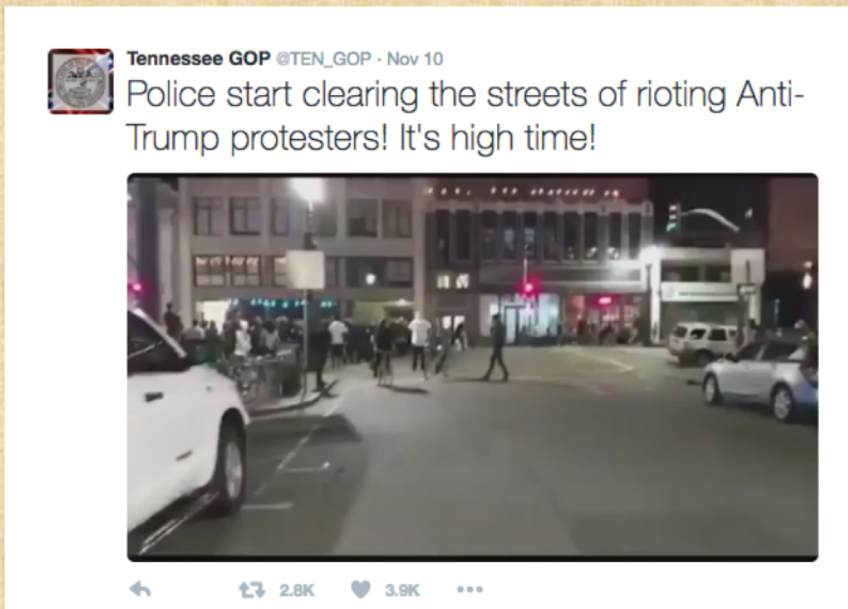 Tennessee GOP @TEN_GOP · Nov 10
Police start clearing the streets of rioting Anti-
Trump protesters! It's high time!
2.8K 3.9K